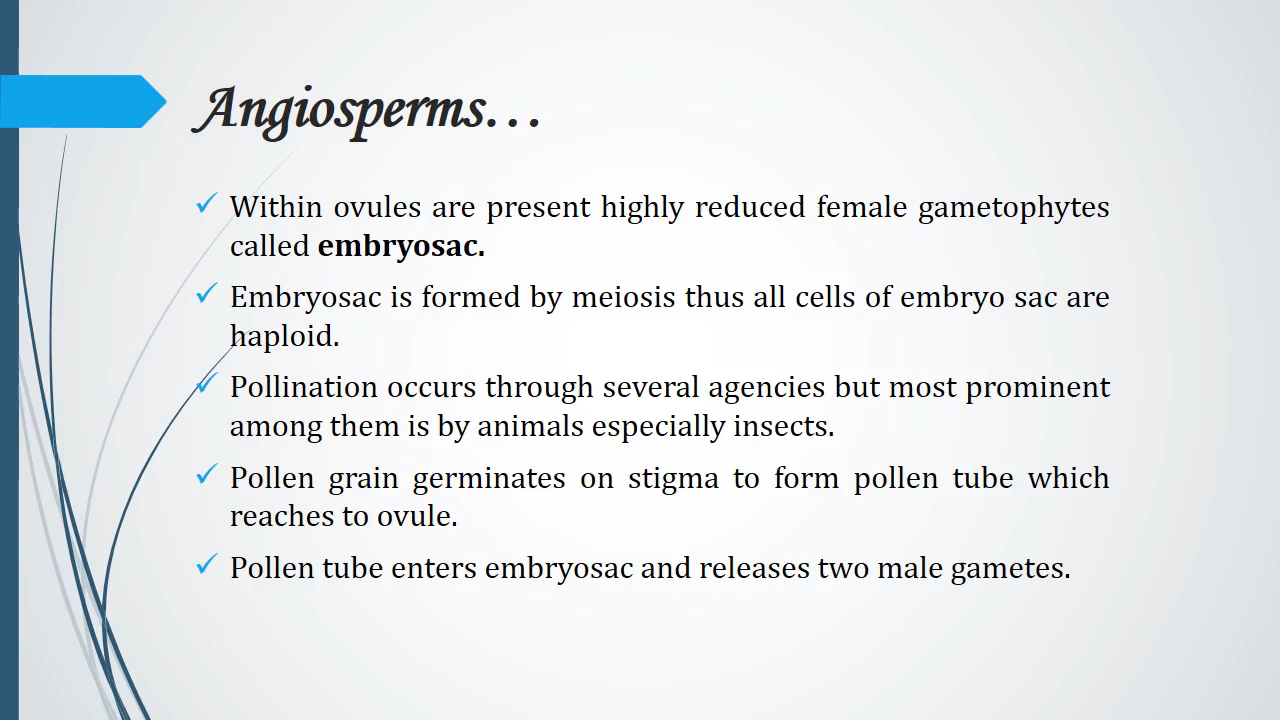 Angiosperms…
✓ Within ovules are present highly reduced female gametophytes
called embryosac.
✓ Embryosac is formed by meiosis thus all cells of embryo sac are
haploid.
✓ Pollination occurs through several agencies but most prominent
among them is by animals especially insects.
✓ Pollen grain germinates on stigma to form pollen tube which
reaches to ovule.
✓ Pollen tube enters embryosac and releases two male gametes.